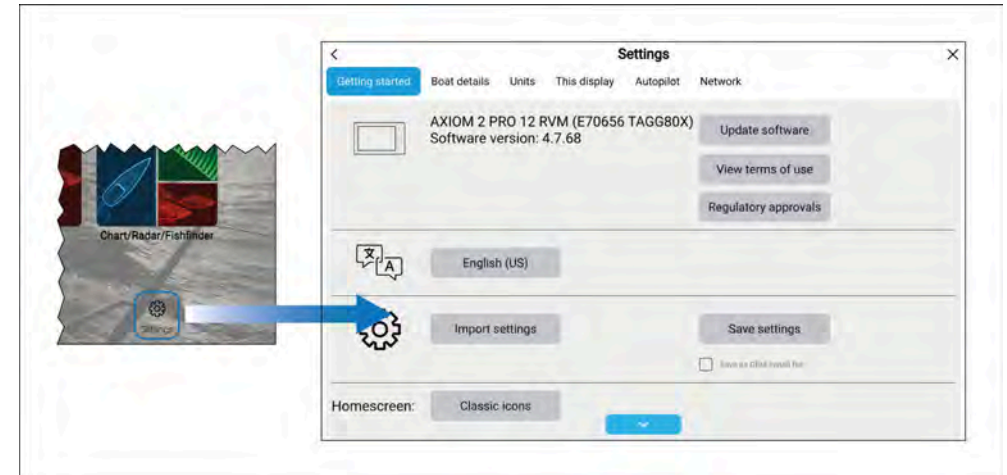 Settings
Getting started Boat details Units This display Autopilot Network
AXIOM 2 PRO 12 RVM (E70656 TAGG80X)
Software version: 4.7.68
Update software
View terms of use
Regulatory approvals
Chart/Radar/Fishfinder
English (US)
Settings
Import settings Save settings
Homescreen: Classic icons